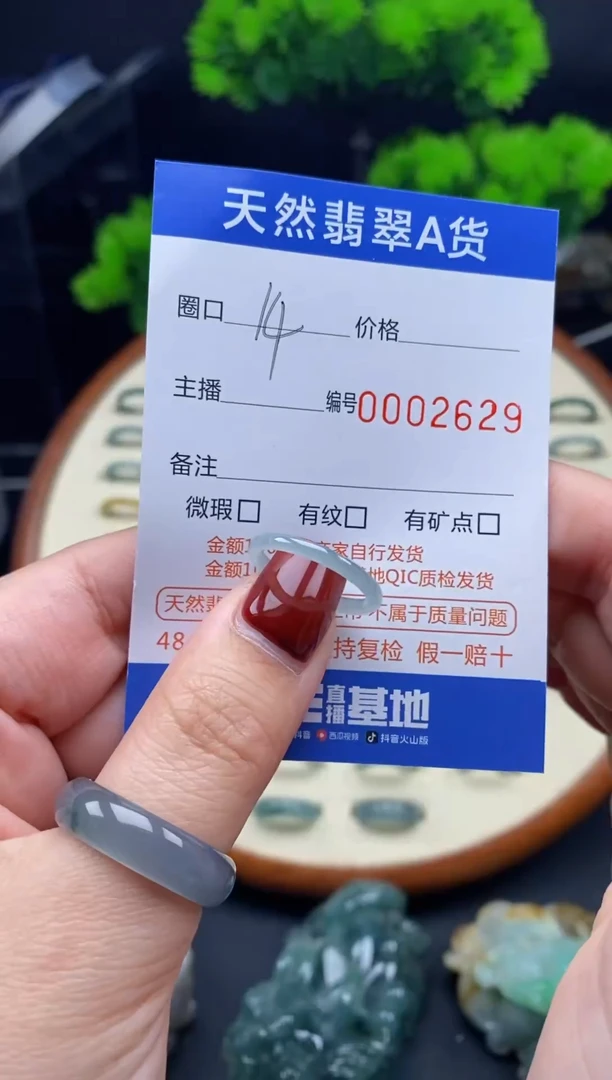 天然翡翠A货
圈口 14 价格
主播 编号0002629
备注
微瑕□ 有纹□ 有矿点□
金额1 家自行发货
金额1 地QIC质检发货
天然翡 不属于质量问题
48 持复检 假一赔十
直播基地
抖音 西瓜视频 抖音火山版